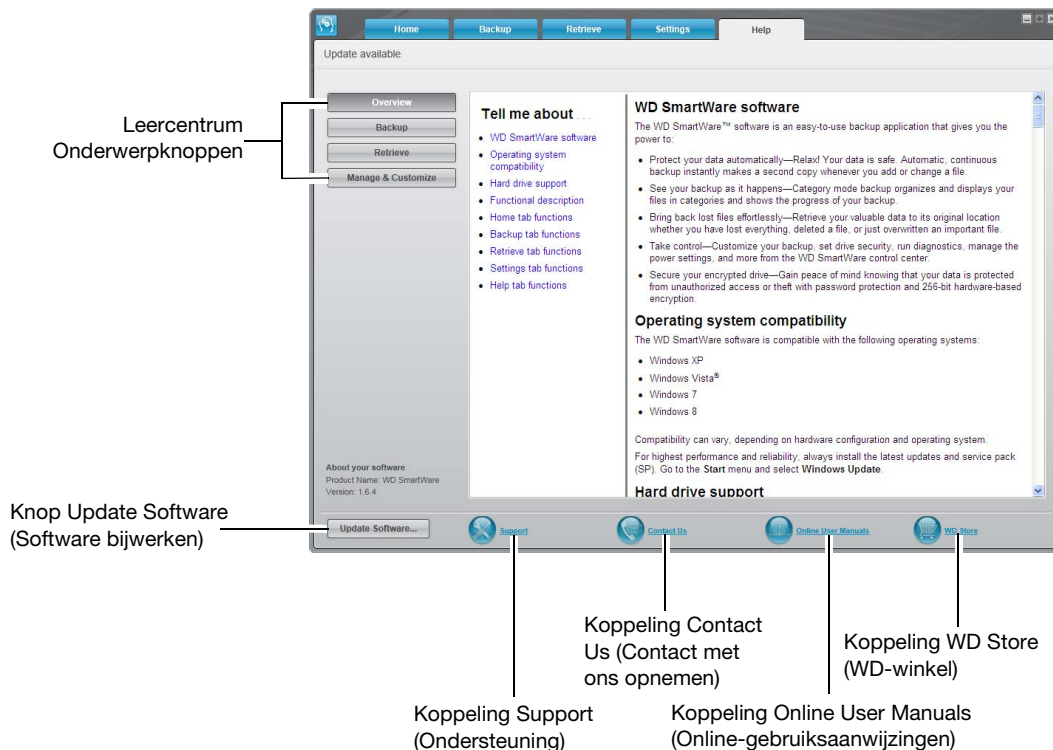 Home
Backup
Retrieve
Settings
Help
Update available
Leercentrum
Onderwerpknoppen
Overview
Backup
Retrieve
Manage & Customize
Tell me about . . .
• WD SmartWare software
• Operating system
compatibility
• Hard drive support
• Functional description
• Home tab functions
• Backup tab functions
• Retrieve tab functions
• Settings tab functions
• Help tab functions
WD SmartWare software
The WD SmartWare™ software is an easy-to-use backup application that gives you the
power to:
• Protect your data automatically—Relax! Your data is safe. Automatic, continuous
backup instantly makes a second copy whenever you add or change a file.
• See your backup as it happens—Category mode backup organizes and displays your
files in categories and shows the progress of your backup.
• Bring back lost files effortlessly—Retrieve your valuable data to its original location
whether you have lost everything, deleted a file, or just overwritten an important file.
• Take control—Customize your backup, set drive security, run diagnostics, manage the
power settings, and more from the WD SmartWare control center.
• Secure your encrypted drive—Gain peace of mind knowing that your data is protected
from unauthorized access or theft with password protection and 256-bit hardware-based
encryption.
Operating system compatibility
The WD SmartWare software is compatible with the following operating systems:
• Windows XP
• Windows Vista®
• Windows 7
• Windows 8
Compatibility can vary, depending on hardware configuration and operating system.
For highest performance and reliability, always install the latest updates and service pack
(SP). Go to the Start menu and select Windows Update.
Hard drive support
About your software
Product Name: WD SmartWare
Version: 1.6.4
Knop Update Software
(Software bijwerken)
Update Software...
Support
Contact Us
Online User Manuals
WD Store
Koppeling Contact
Us (Contact met
ons opnemen)
Koppeling WD Store
(WD-winkel)
Koppeling Support
(Ondersteuning)
Koppeling Online User Manuals
(Online-gebruiksaanwijzingen)